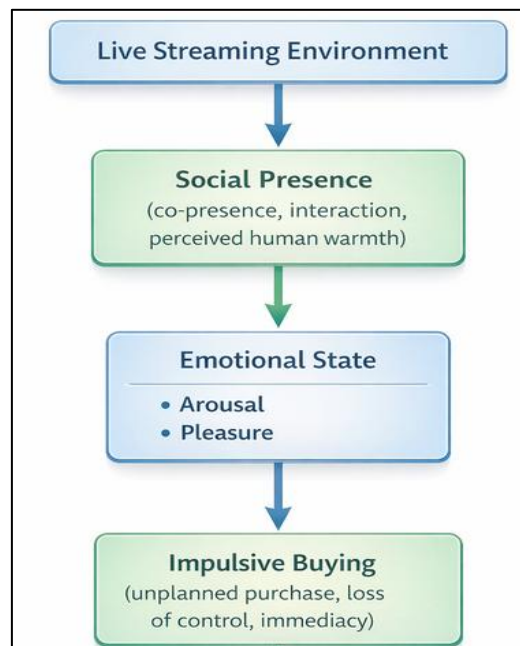 Live Streaming Environment
Social Presence
(co-presence, interaction,
perceived human warmth)
Emotional State
• Arousal
• Pleasure
Impulsive Buying
(unplanned purchase, loss
of control, immediacy)